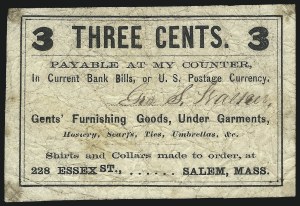 3 THREE CENTS. 3
PAYABLE AT MY COUNTER,
In Current Bank Bills, or U. S. Postage Currency.
Gents' Furnishing Goods, Under Garments,
Hosiery, Scarfs, Ties, Umbrellas, &c.
Shirts and Collars made to order, at
228 ESSEX ST., ...... SALEM, MASS.